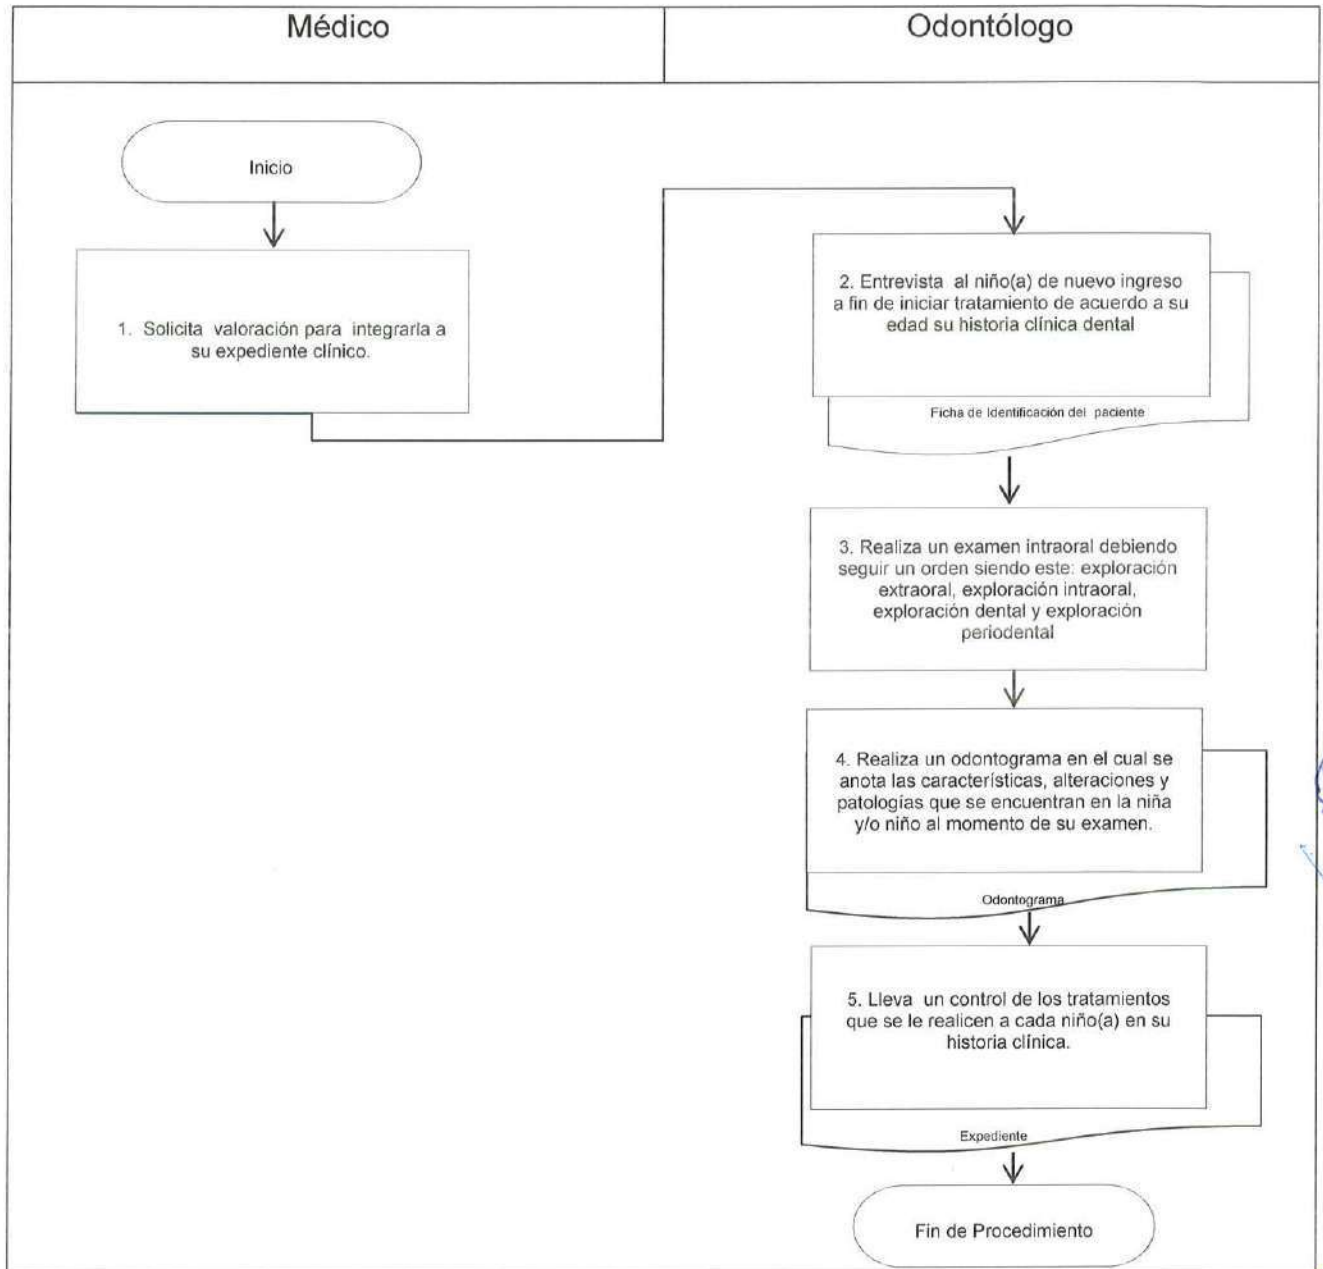 Médico
Odontólogo
Inicio
1. Solicita valoración para integrarla a
su expediente clínico.
2. Entrevista al niño(a) de nuevo ingreso
a fin de iniciar tratamiento de acuerdo a su
edad su historia clínica dental
Ficha de Identificación del paciente
3. Realiza un examen intraoral debiendo
seguir un orden siendo este: exploración
extraoral, exploración intraoral,
exploración dental y exploración
periodental
4. Realiza un odontograma en el cual se
anota las características, alteraciones y
patologías que se encuentran en la niña
y/o niño al momento de su examen.
Odontograma
5. Lleva un control de los tratamientos
que se le realicen a cada niño(a) en su
historia clínica.
Expediente
Fin de Procedimiento